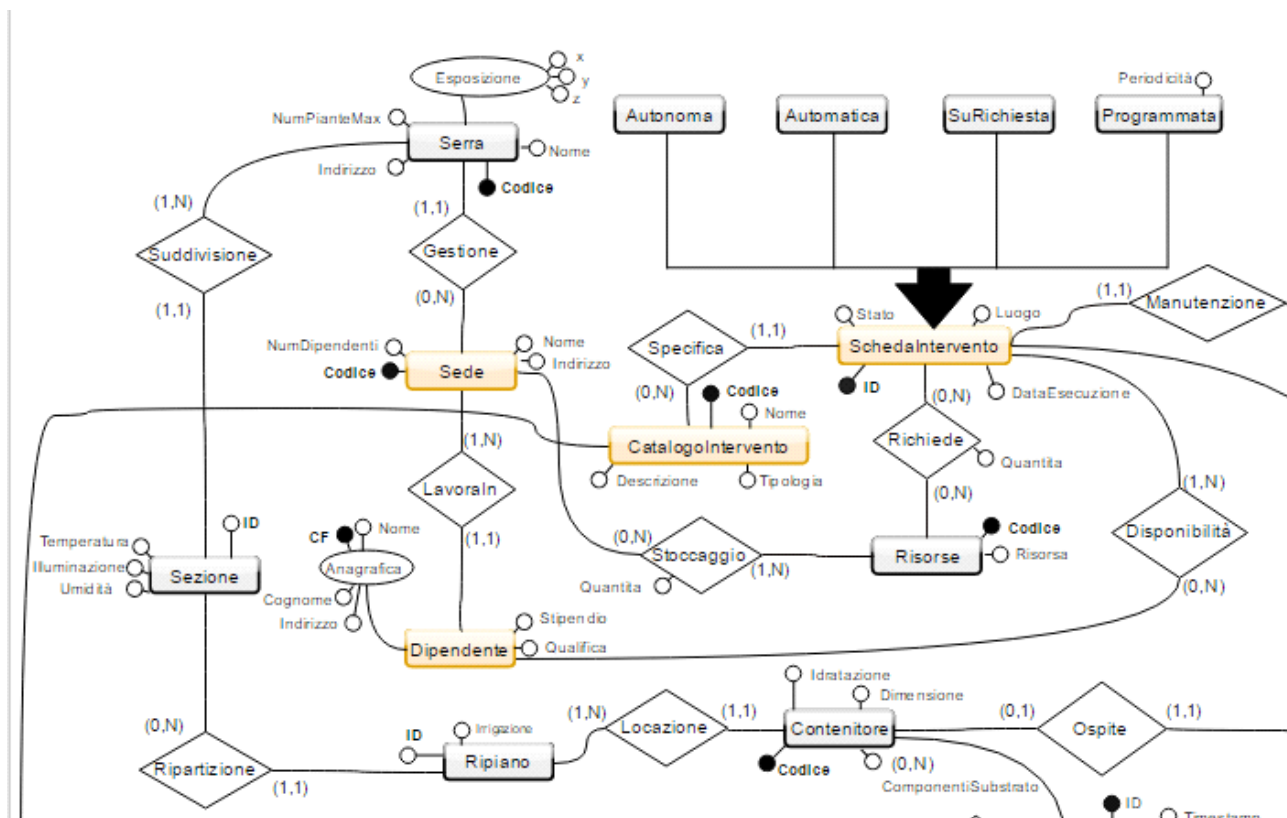 x
Esposizione
y
z
Periodicità
NumPianteMax
Autonoma
Automatica
SuRichiesta
Programmata
Serra
Nome
Indirizzo
Codice
(1,N)
(1,1)
Suddivisione
Gestione
(1,1)
(0,N)
(1,1)
Manutenzione
Stato
Luogo
NumDipendenti
Nome
Indirizzo
Specifica
(1,1)
SchedaIntervento
Codice
Sede
ID
DataEsecuzione
(0,N)
Codice
(0,N)
Nome
Richiede
(1,N)
CatalogoIntervento
Quantita
Descrizione
Tipologia
(1,N)
LavoraIn
(0,N)
ID
CF
Nome
(1,1)
(0,N)
Stoccaggio
(1,N)
Codice
Disponibilità
Temperatura
Illuminazione
Umidità
Sezione
Anagrafica
Risorse
Risorsa
Quantita
(0,N)
Cognome
Indirizzo
Stipendio
Dipendente
Qualifica
Idratazione
Dimensione
(0,N)
(1,N)
Locazione
(1,1)
Contenitore
(0,1)
Ospite
(1,1)
ID
Irrigazione
Ripartizione
(1,1)
Ripiano
Codice
(0,N)
ComponentiSubstrato
ID
Timestamp